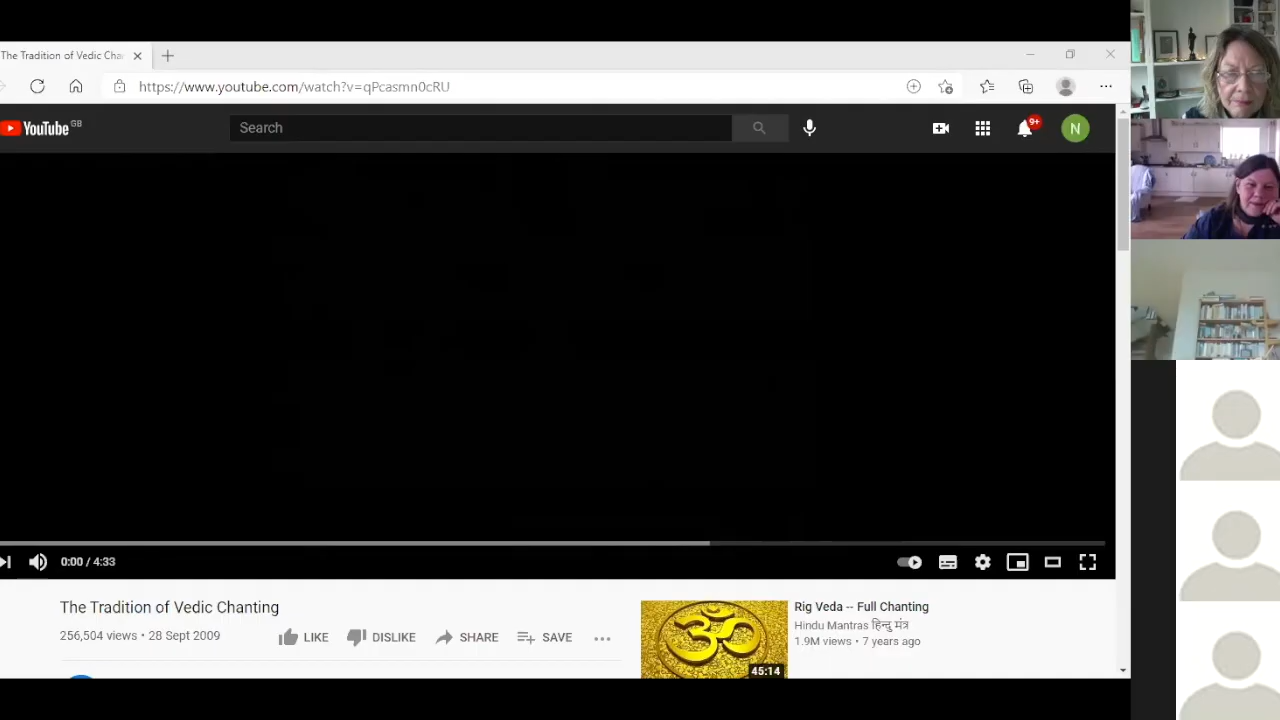 The Tradition of Vedic Cha
https://www.youtube.com/watch?v=qPcasmn0cRU
YouTube GB
Search
9+
N
0:00 / 4:33
The Tradition of Vedic Chanting
256,504 views • 28 Sept 2009
LIKE
DISLIKE
SHARE
SAVE
45:14
Rig Veda -- Full Chanting
Hindu Mantras हिन्दु मंत्र
1.9M views • 7 years ago